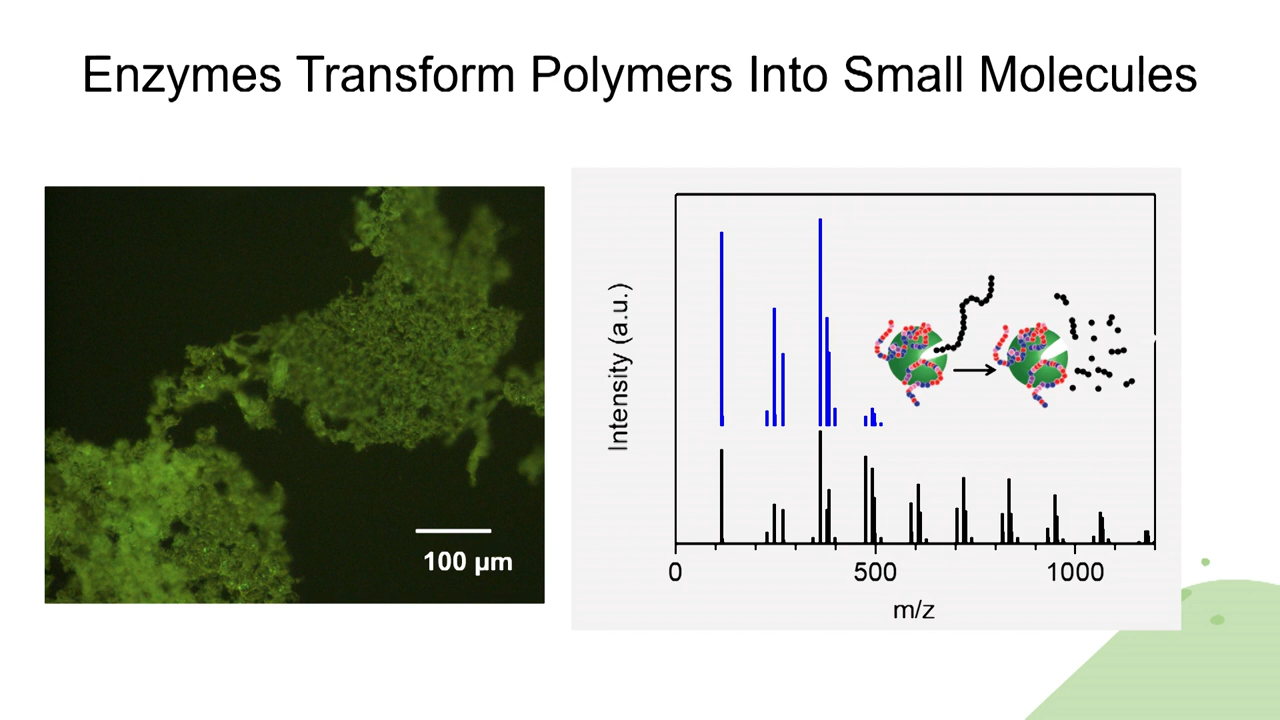 Enzymes Transform Polymers Into Small Molecules
100 µm
Intensity (a.u.)
0 500 1000
m/z